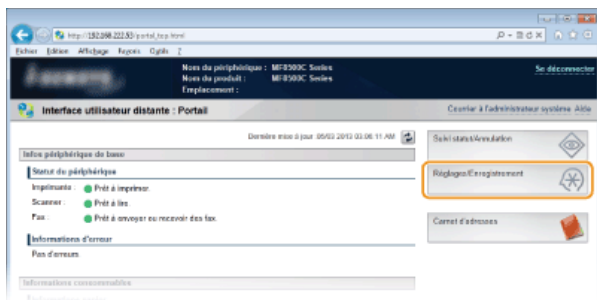 http://192.168.222.53/portal_top.html
Fichier Edition Affichage Favoris Outils ?
Nom du périphérique : MF8500C Series
Nom du produit : MF8500C Series
Emplacement :
Se déconnecter
Interface utilisateur distante : Portail
Courrier à l'administrateur système Aide
Dernière mise à jour :05/03 2013 03:06:11 AM
Infos périphérique de base
Statut du périphérique
Imprimante : Prêt à imprimer.
Scanner : Prêt à lire.
Fax : Prêt à envoyer ou recevoir des fax.
Informations d'erreur
Pas d'erreurs
Informations consommables
Suivi statut/Annulation
Réglages/Enregistrement
Carnet d'adresses